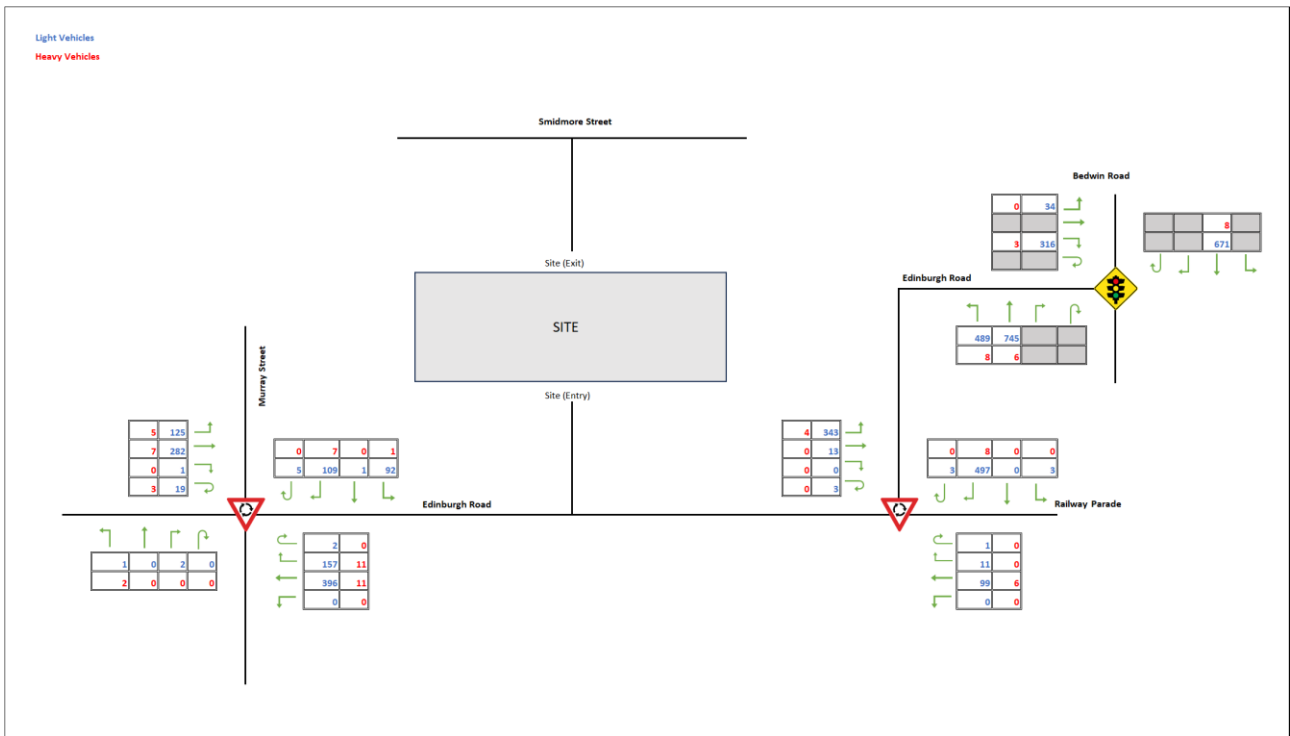 Light Vehicles
Heavy Vehicles
Smidmore Street
Bedwin Road
0 34
3 316
8
671
Site (Exit)
Edinburgh Road
SITE
489 745
8 6
Murray Street
Site (Entry)
5 125
7 282
0 1
3 19
0 7 0 1
5 109 1 92
4 343
0 13
0 0
0 3
0 8 0 0
3 497 0 3
Edinburgh Road
Railway Parade
1 0 2 0
2 0 0 0
2 0
157 11
396 11
0 0
1 0
11 0
99 6
0 0